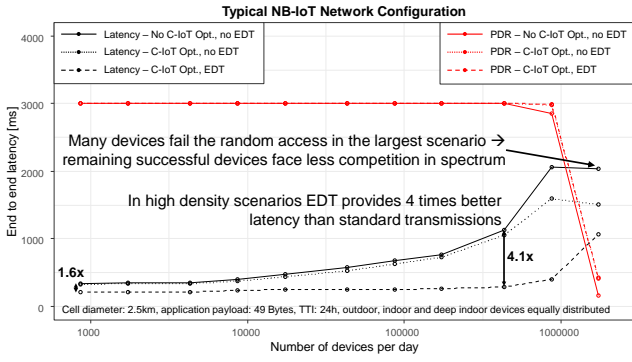 Typical NB-IoT Network Configuration
4000
3000
2000
1000
0
End to end latency [ms]
Latency – No C-IoT Opt., no EDT
Latency – C-IoT Opt., no EDT
Latency – C-IoT Opt., EDT
PDR – No C-IoT Opt., no EDT
PDR – C-IoT Opt., no EDT
PDR – C-IoT Opt., EDT
Many devices fail the random access in the largest scenario →
remaining successful devices face less competition in spectrum
In high density scenarios EDT provides 4 times better
latency than standard transmissions
1.6x
4.1x
Cell diameter: 2.5km, application payload: 49 Bytes, TTI: 24h, outdoor, indoor and deep indoor devices equally distributed
1000
10000
100000
1000000
Number of devices per day